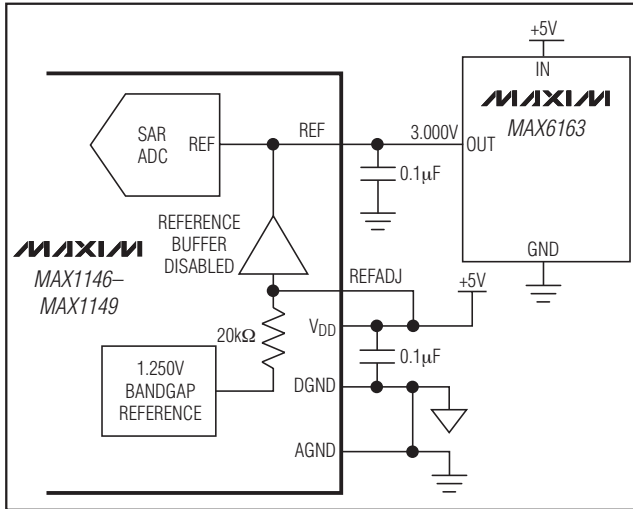 +5V
IN
MAXIM
MAX6163
OUT
GND
3.000V
REF
0.1µF
SAR
ADC
REF
REFERENCE
BUFFER
DISABLED
MAXIM
MAX1146–
MAX1149
REFADJ
+5V
20kΩ
VDD
0.1µF
1.250V
BANDGAP
REFERENCE
DGND
AGND